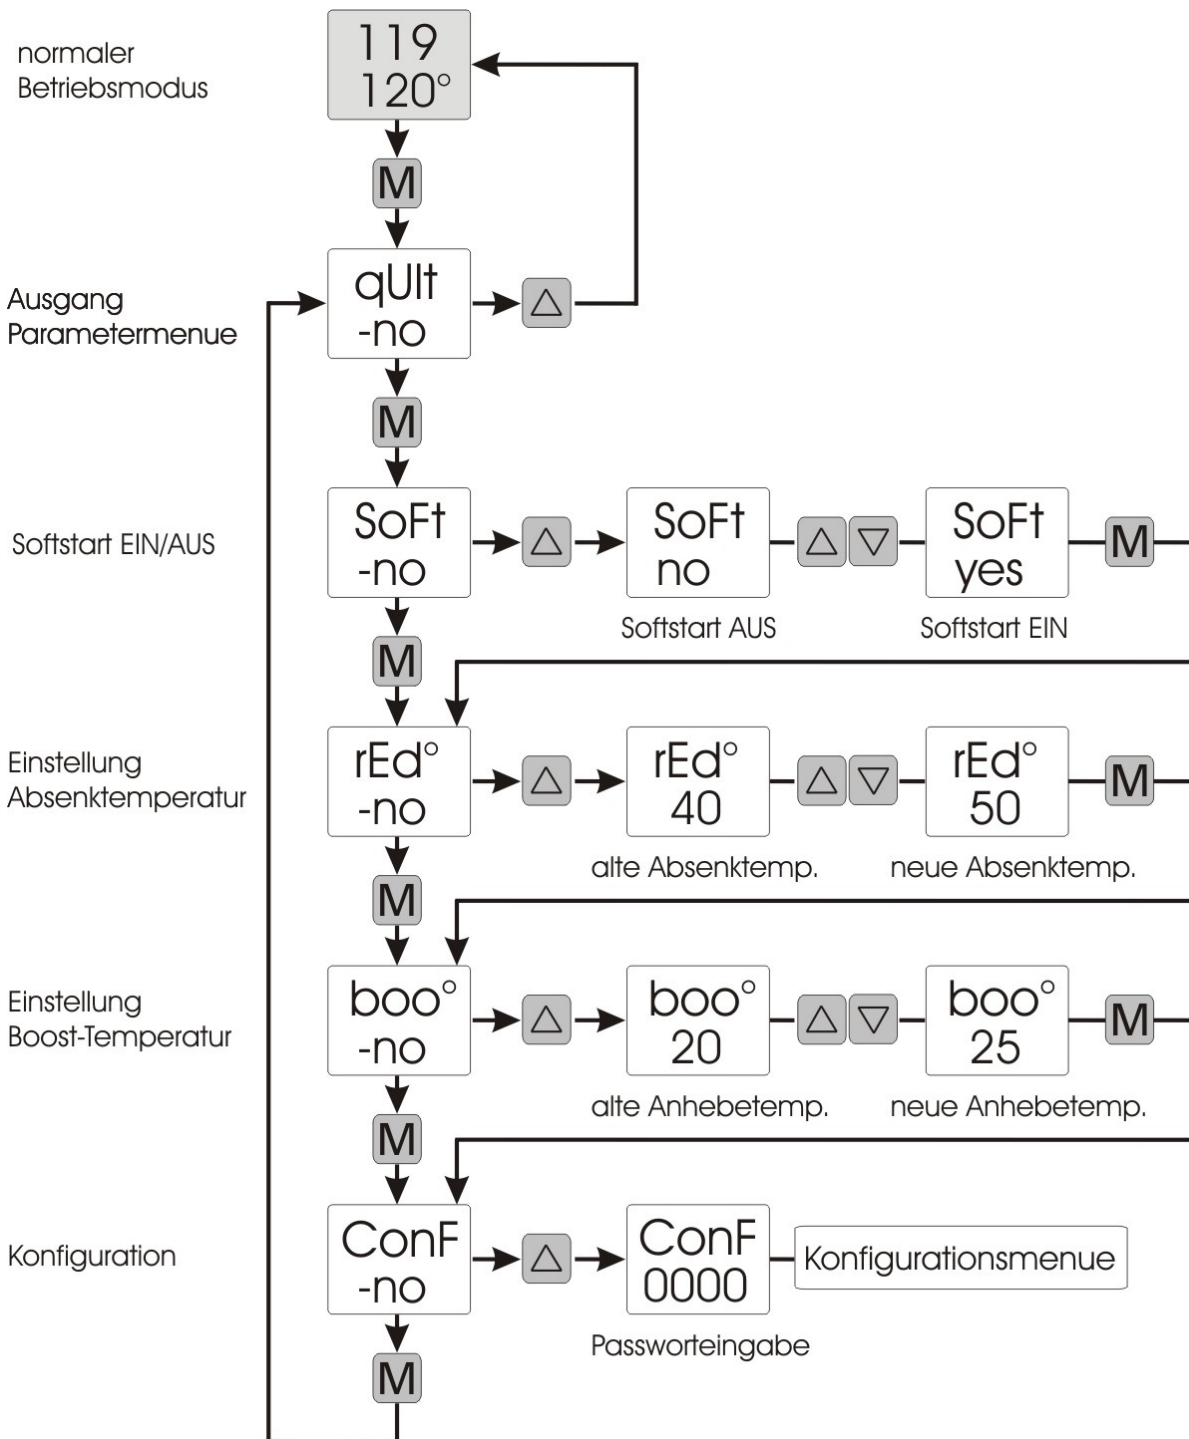 normaler
Betriebsmodus
119
120°
M
Ausgang
Parametermenue
qUIt
-no
M
Softstart EIN/AUS
SoFt
-no
SoFt
no
SoFt
yes
M
Softstart AUS
Softstart EIN
M
Einstellung
Absenktemperatur
rEd°
-no
rEd°
40
rEd°
50
M
alte Absenktemp.
neue Absenktemp.
M
Einstellung
Boost-Temperatur
boo°
-no
boo°
20
boo°
25
M
alte Anhebetemp.
neue Anhebetemp.
M
Konfiguration
ConF
-no
ConF
0000
Konfigurationsmenue
Passworteingabe
M